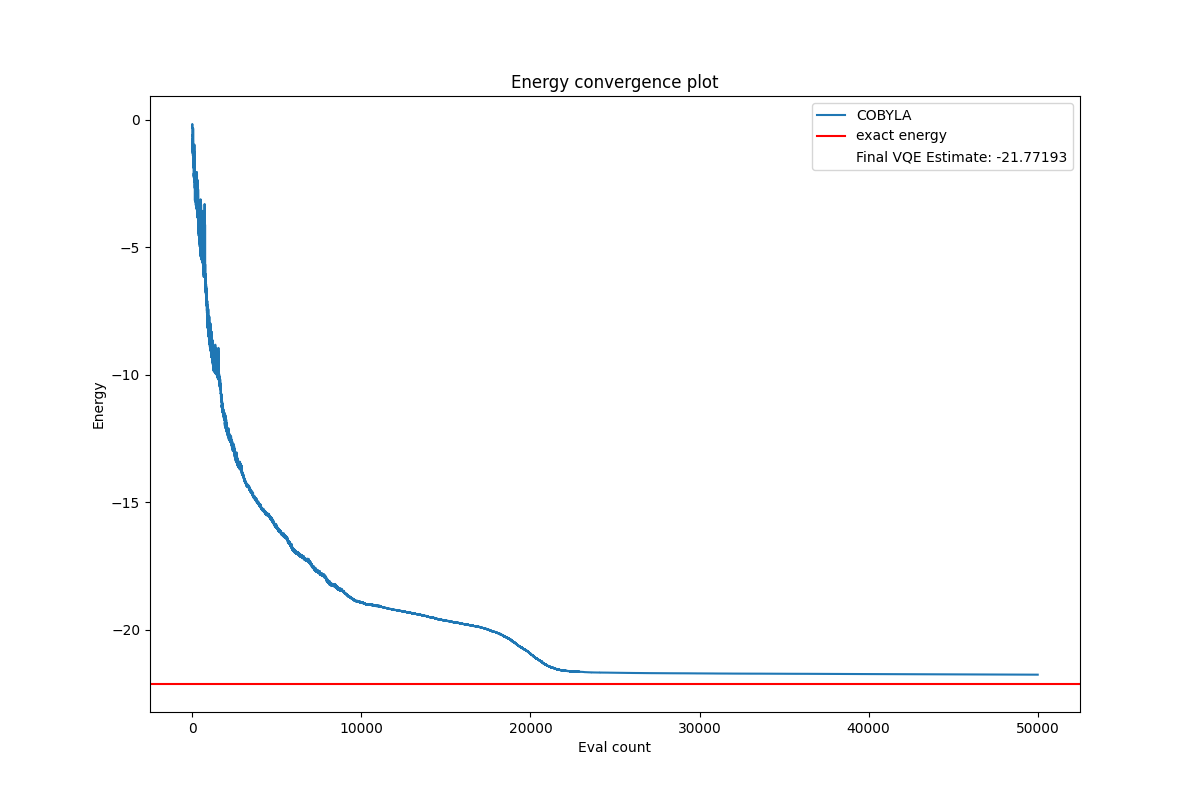 Energy convergence plot
COBYLA
exact energy
Final VQE Estimate: -21.77193
Energy
0
−5
−10
−15
−20
0 10000 20000 30000 40000 50000
Eval count